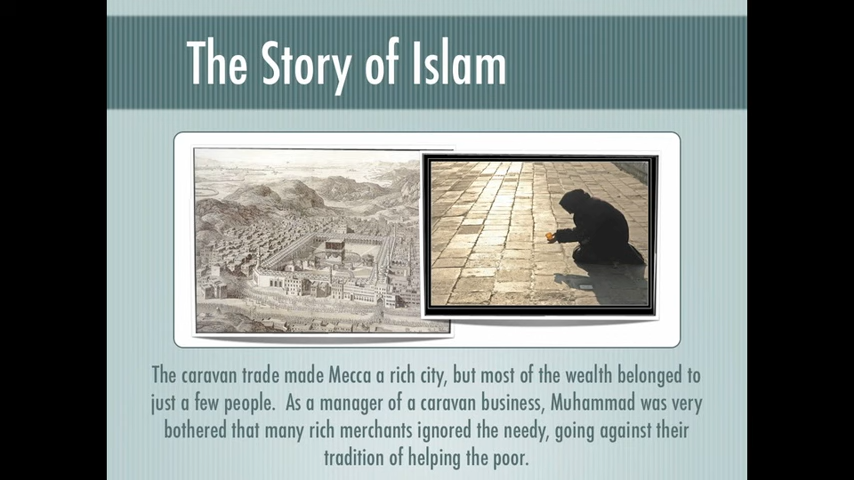 The Story of Islam
The caravan trade made Mecca a rich city, but most of the wealth belonged to
just a few people.  As a manager of a caravan business, Muhammad was very
bothered that many rich merchants ignored the needy, going against their
tradition of helping the poor.